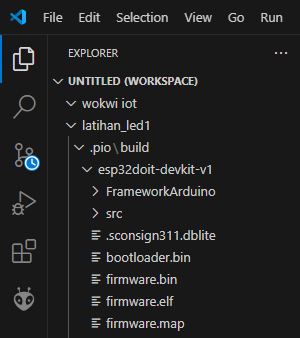 File Edit Selection View Go Run
EXPLORER
UNTITLED (WORKSPACE)
wokwi iot
latihan_led1
.pio \ build
esp32doit-devkit-v1
FrameworkArduino
src
.sconsign311.dblite
bootloader.bin
firmware.bin
firmware.elf
firmware.map